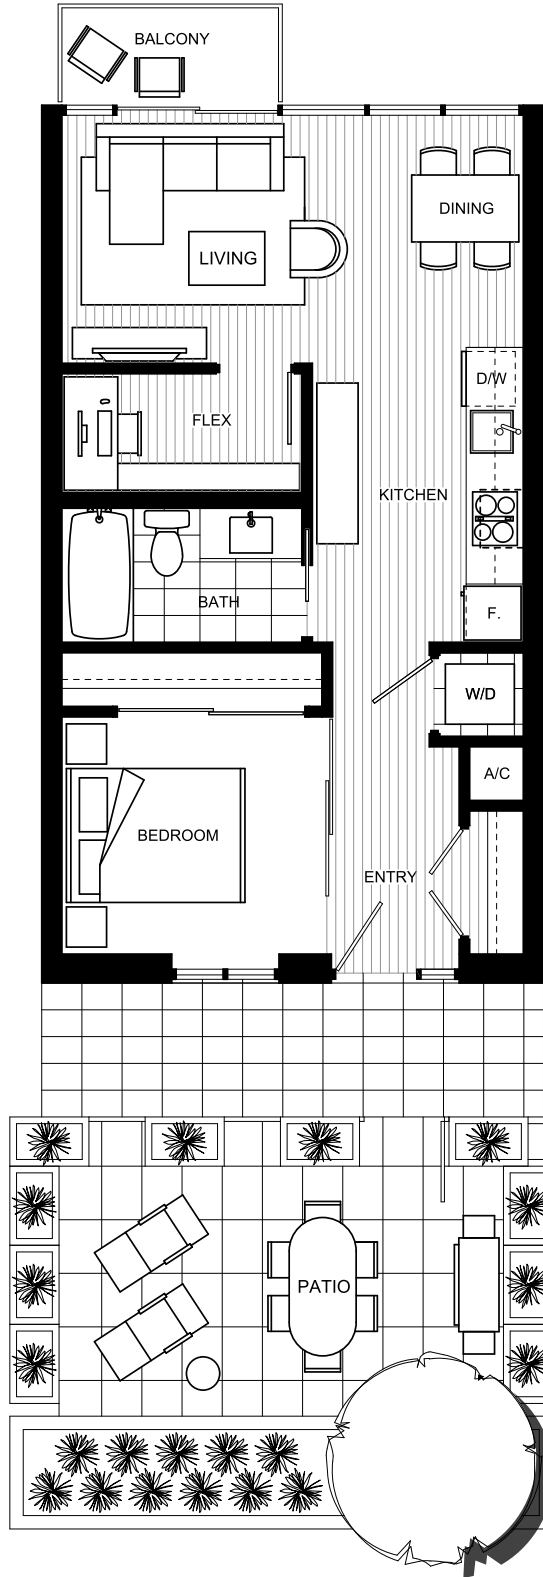 BALCONY
DINING
LIVING
D/W
FLEX
KITCHEN
BATH
F.
W/D
A/C
BEDROOM
ENTRY
PATIO